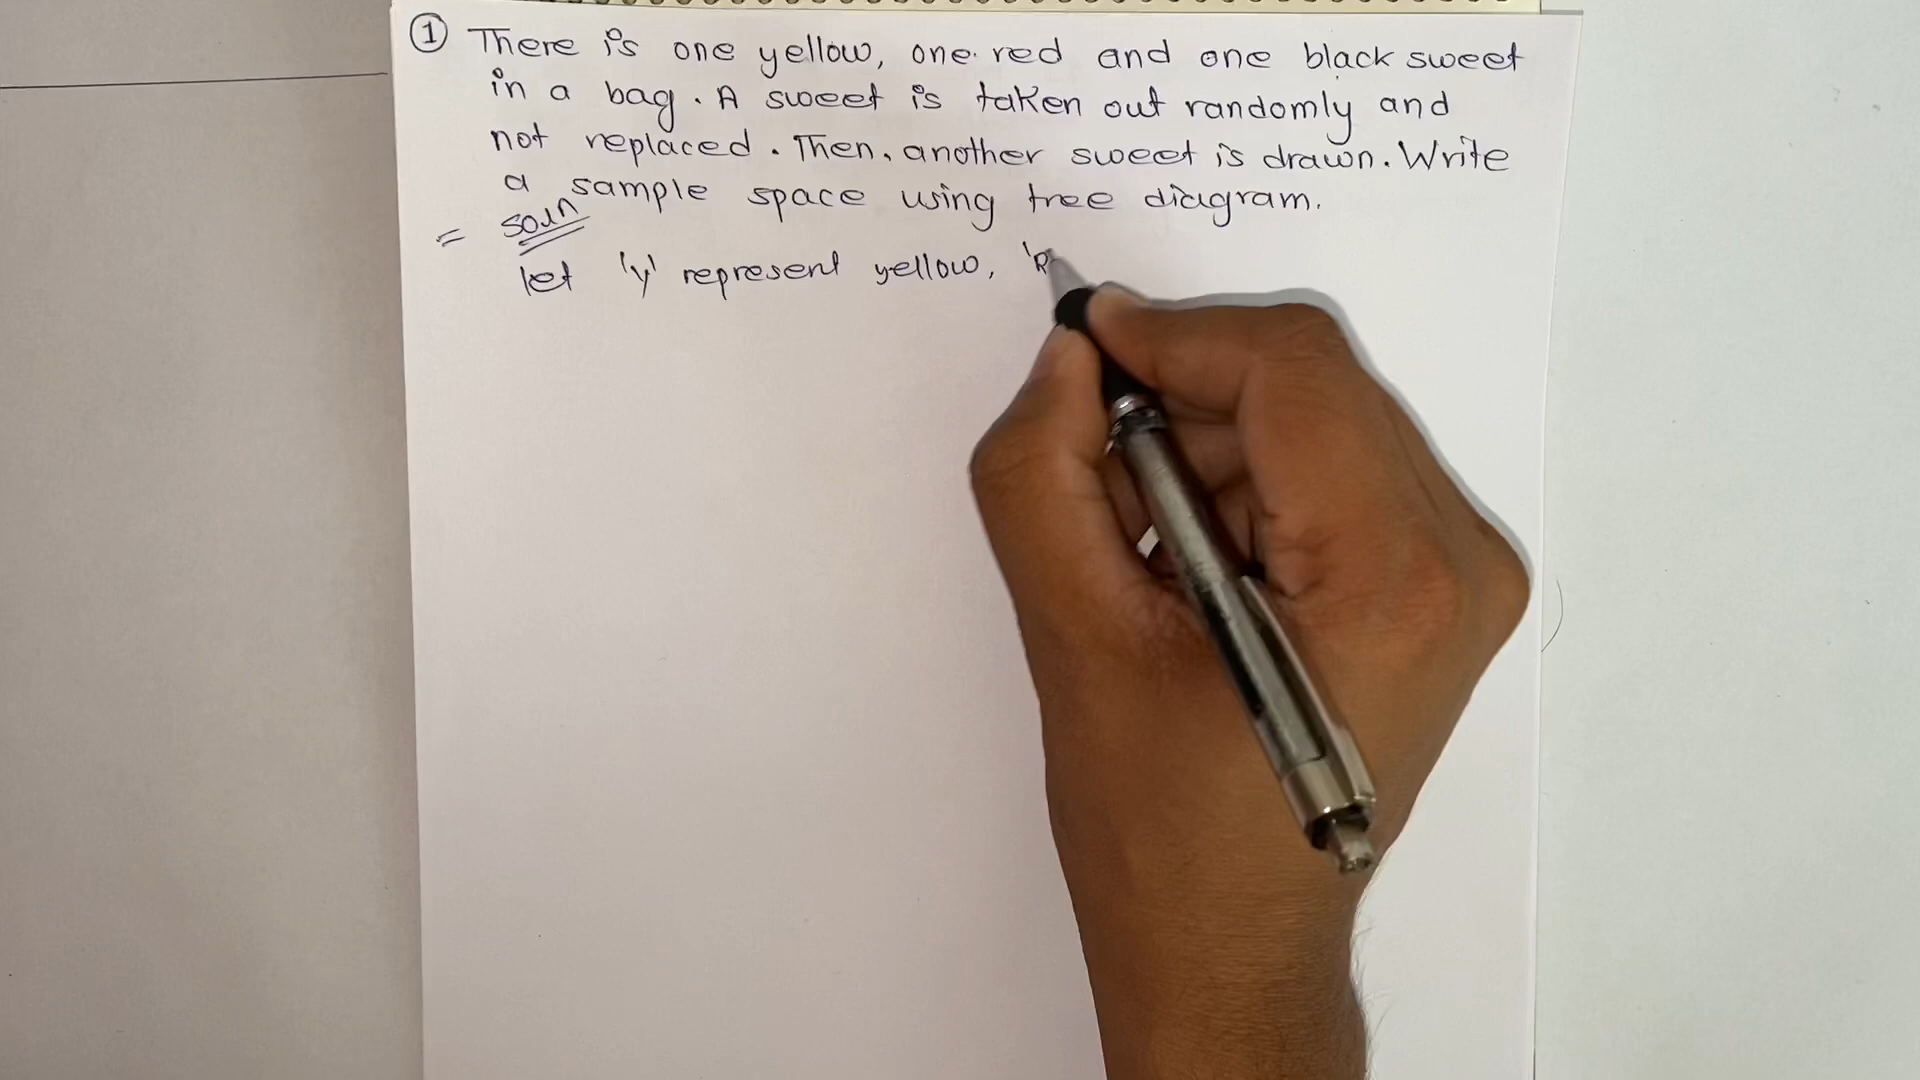 ① There is one yellow, one red and one black sweet
in a bag. A sweet is taken out randomly and
not replaced. Then, another sweet is drawn. Write
a sample space using tree diagram.
= soln
let 'y' represent yellow, 'R